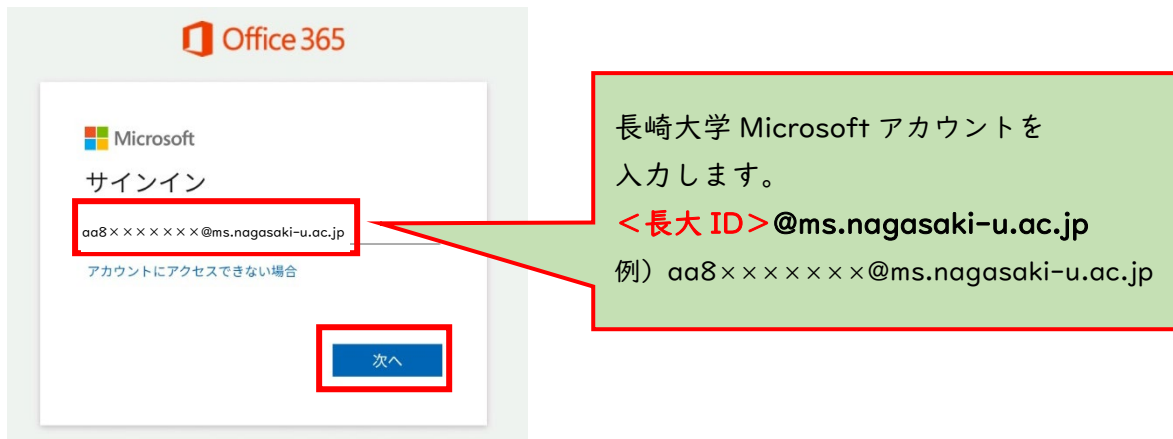 Office 365
Microsoft
サインイン
aa8×××××××@ms.nagasaki-u.ac.jp
アカウントにアクセスできない場合
次へ
長崎大学 Microsoft アカウントを
入力します。
<長大 ID>@ms.nagasaki-u.ac.jp
例）aa8×××××××@ms.nagasaki-u.ac.jp